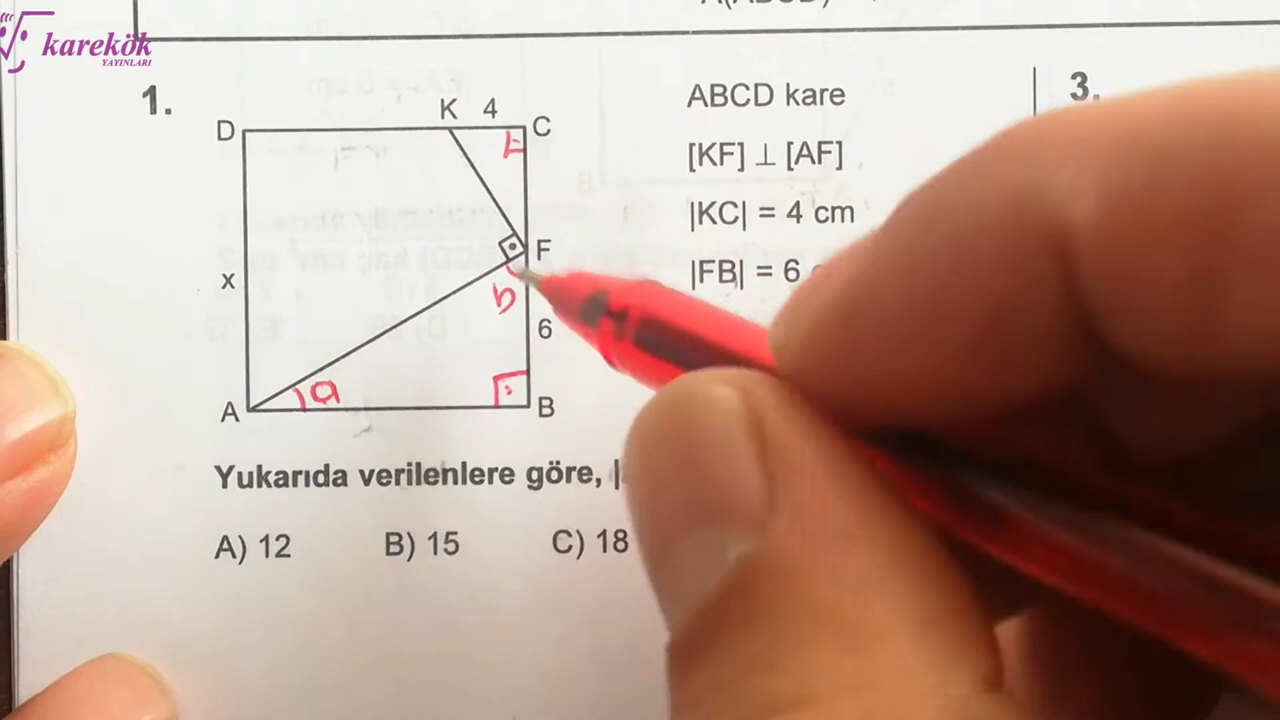 karekök
YAYINLARI
1.
ABCD kare
3.
[KF] ⊥ [AF]
|KC| = 4 cm
|FB| = 6
D
K
4
C
F
x
b
6
a
A
B
Yukarıda verilenlere göre, |
A) 12 B) 15 C) 18